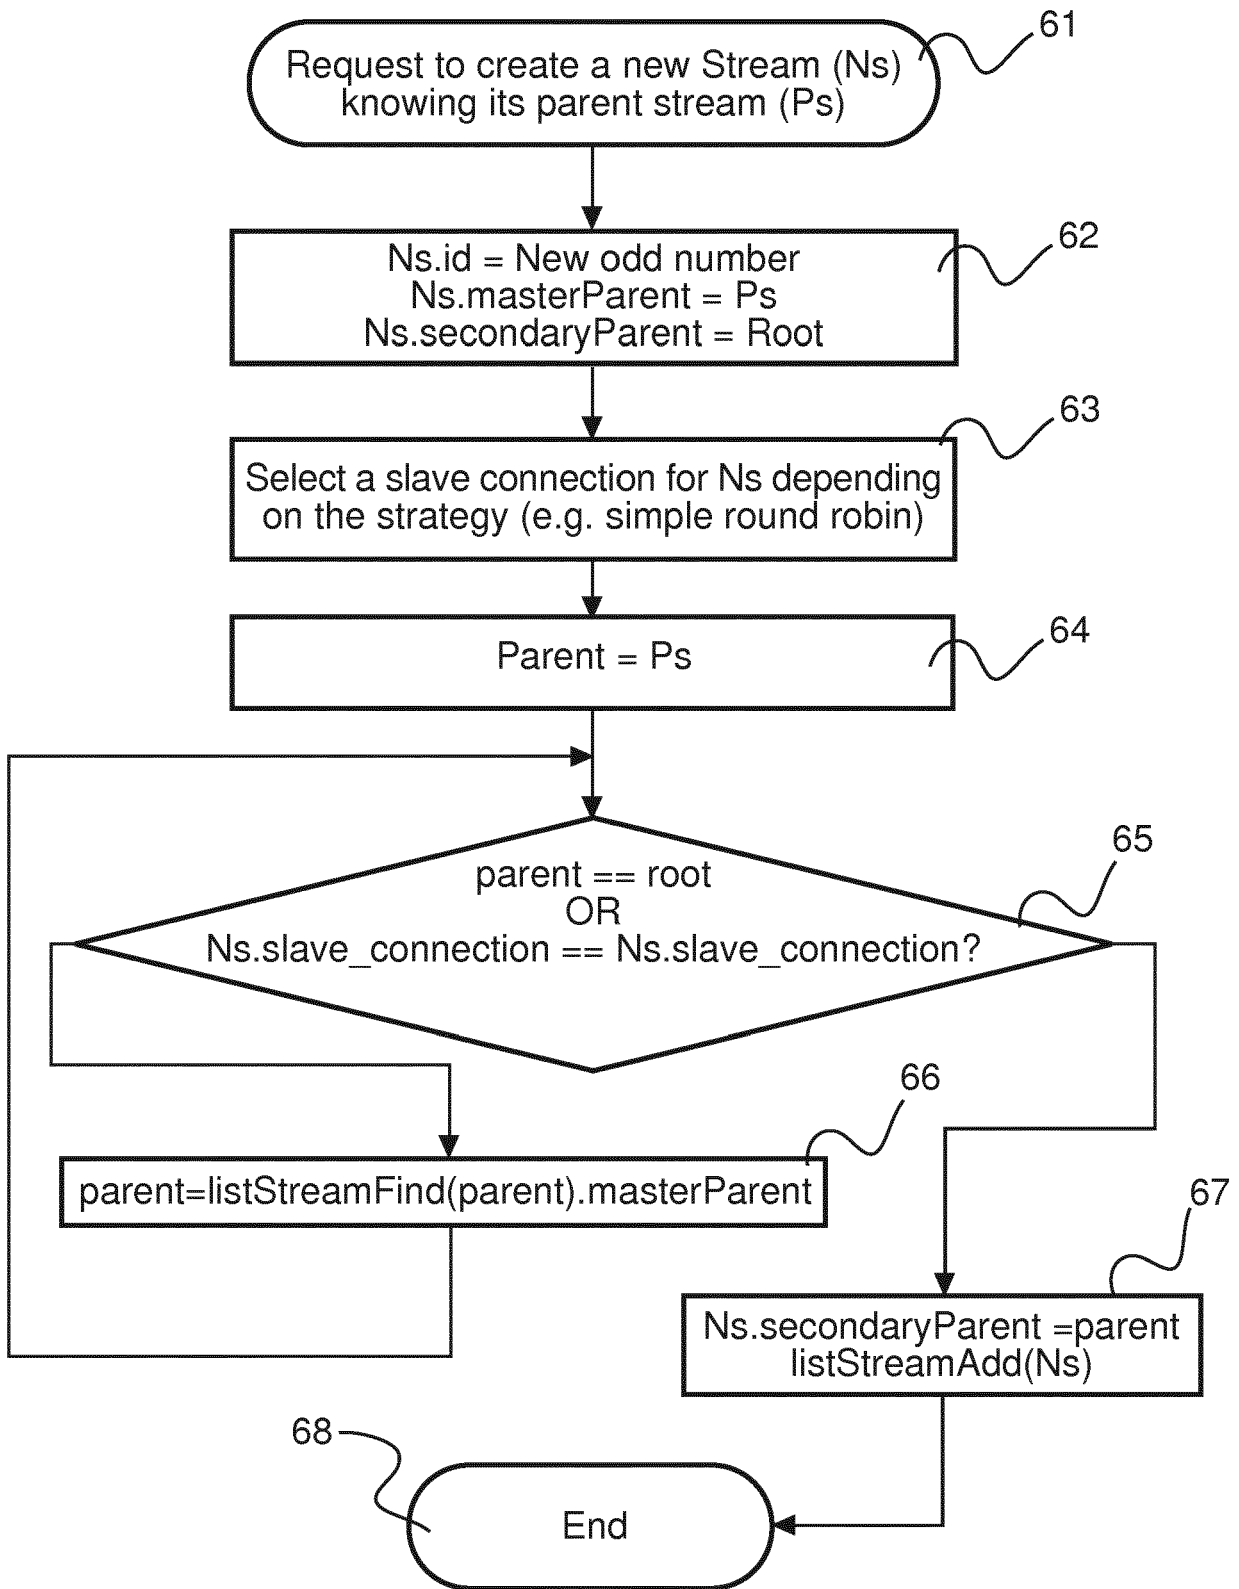 61
Request to create a new Stream (Ns)
knowing its parent stream (Ps)
62
Ns.id = New odd number
Ns.masterParent = Ps
Ns.secondaryParent = Root
63
Select a slave connection for Ns depending
on the strategy (e.g. simple round robin)
64
Parent = Ps
65
parent == root
OR
Ns.slave_connection == Ns.slave_connection?
66
parent=listStreamFind(parent).masterParent
67
Ns.secondaryParent =parent
listStreamAdd(Ns)
68
End